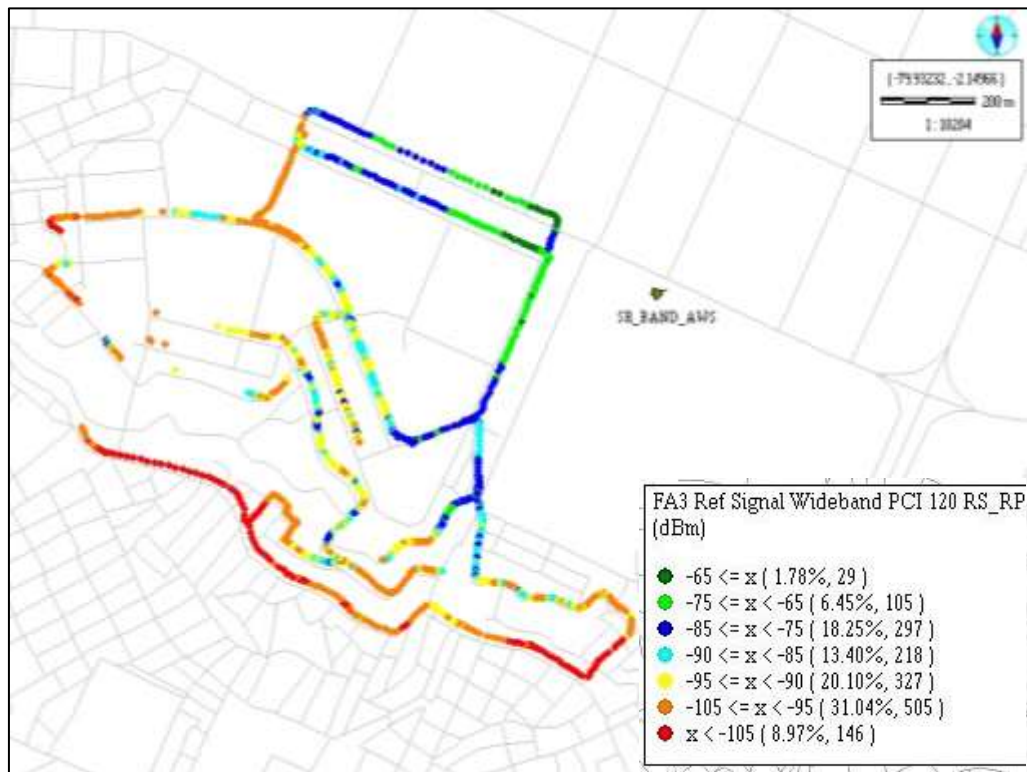 200 m
SB_BAND_AWS
FA3 Ref Signal Wideband PCI 120 RS_RP
(dBm)
-65 <= x ( 1.78%, 29 )
-75 <= x < -65 ( 6.45%, 105 )
-85 <= x < -75 ( 18.25%, 297 )
-90 <= x < -85 ( 13.40%, 218 )
-95 <= x < -90 ( 20.10%, 327 )
-105 <= x < -95 ( 31.04%, 505 )
x < -105 ( 8.97%, 146 )